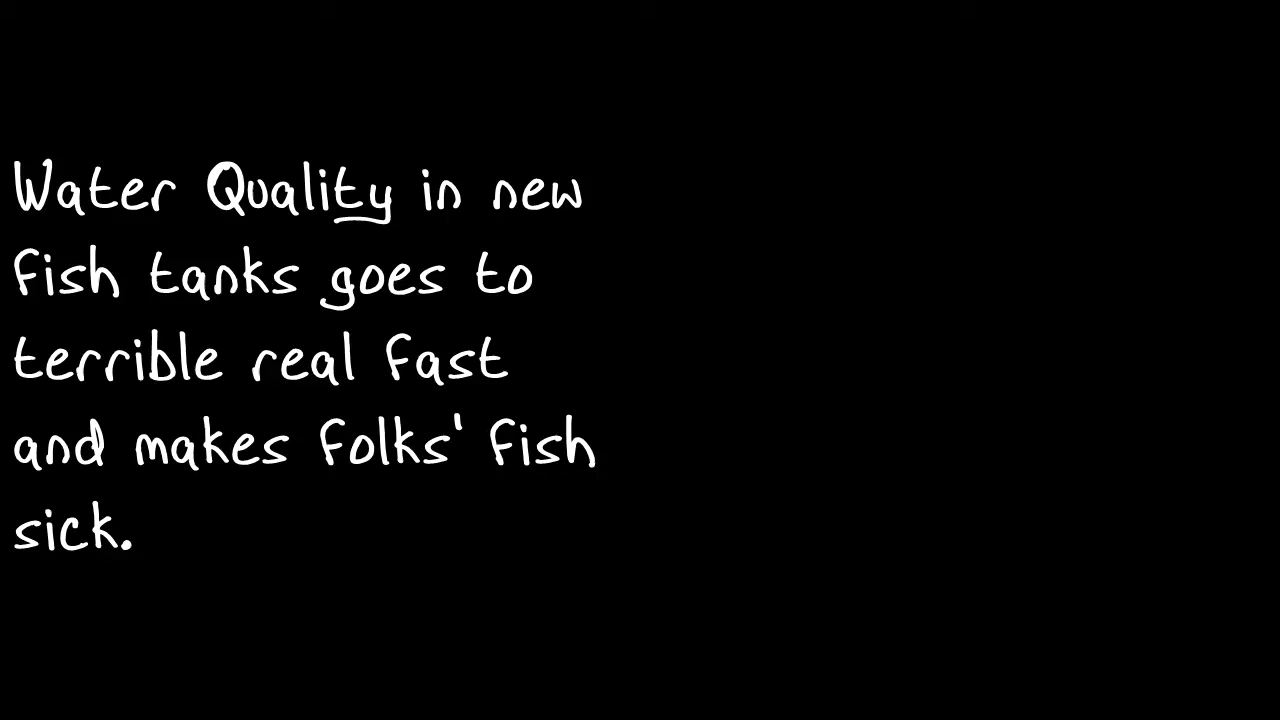 Water Quality in new
fish tanks goes to
terrible real fast
and makes folks' fish
sick.